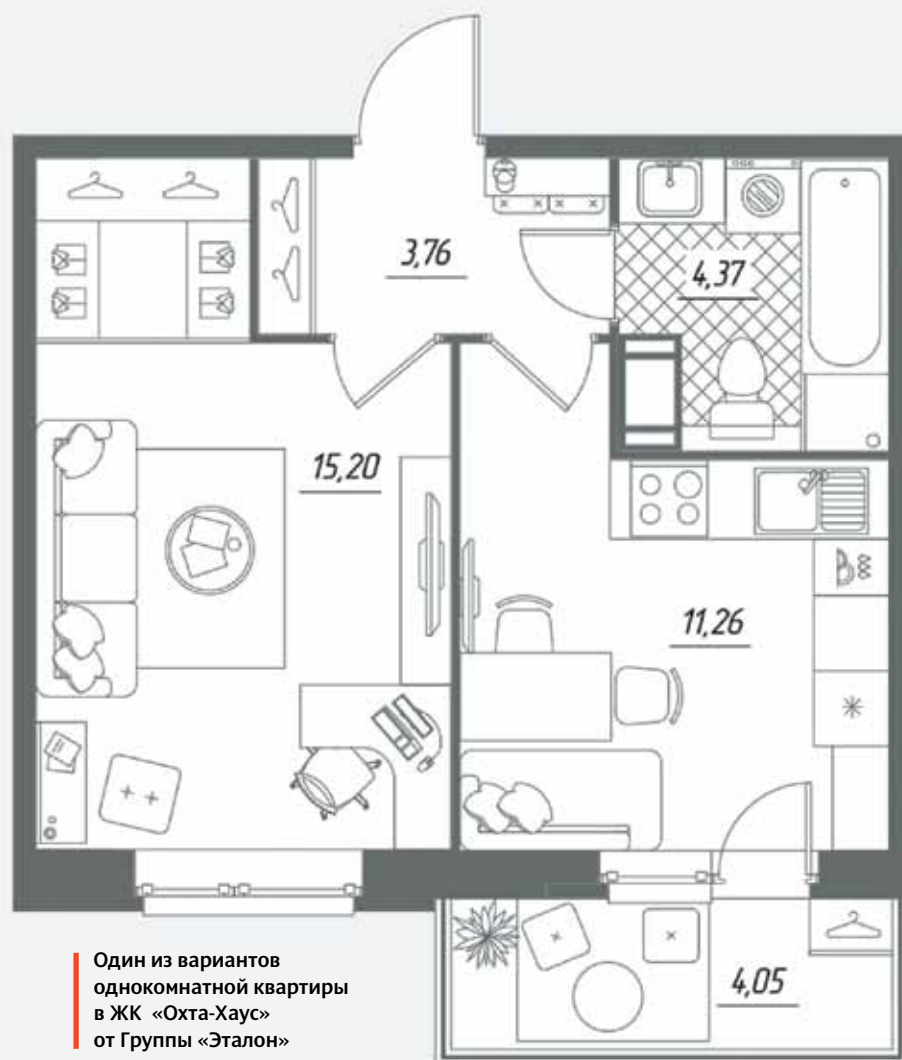 3,76
4,37
15,20
11,26
4,05
Один из вариантов
однокомнатной квартиры
в ЖК «Охта-Хаус»
от Группы «Эталон»